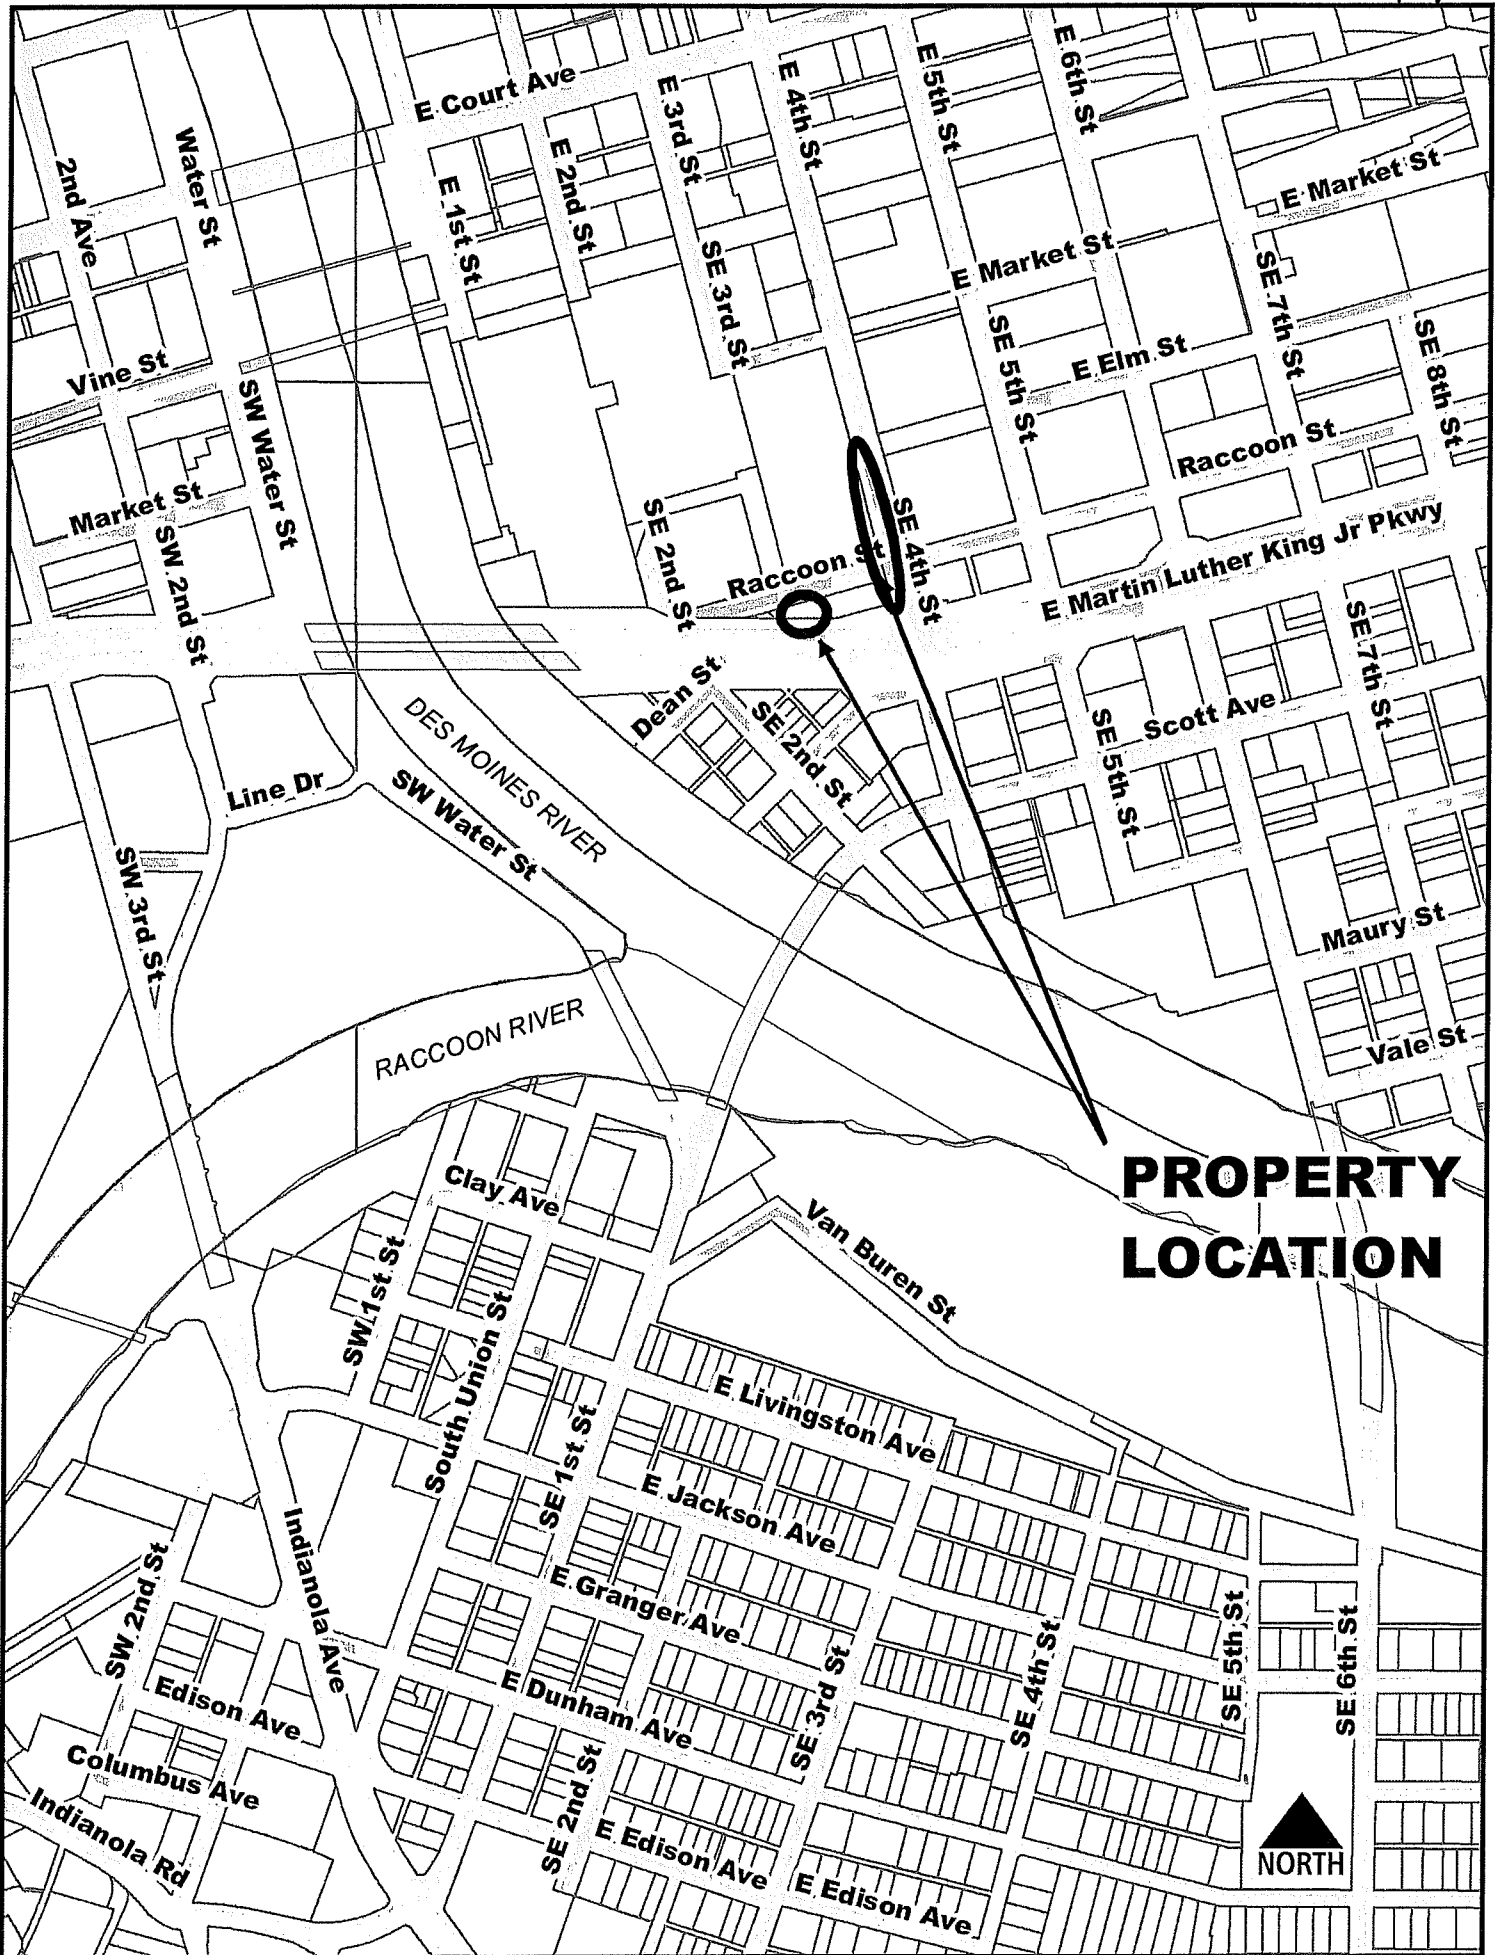 E Court Ave
E 3rd St
E 4th St
E 5th St
E 6th St
2nd Ave
Water St
E 1st St
E 2nd St
E Market St
SE 3rd St
E Market St
SE 7th St
SE 5th St
E Elm St
SE 8th St
Vine St
SW Water St
Raccoon St
Market St
SW 2nd St
SE 2nd St
Raccoon St
SE 4th St
E Martin Luther King Jr Pkwy
SE 7th St
Dean St
SE 2nd St
Scott Ave
SE 5th St
DES MOINES RIVER
Line Dr
SW Water St
SW 3rd St
Maury St
RACCOON RIVER
Vale St
PROPERTY
LOCATION
Clay Ave
Van Buren St
SW 1st St
South Union St
E Livingston Ave
SE 1st St
E Jackson Ave
Indianola Ave
SW 2nd St
E Granger Ave
SE 3rd St
SE 4th St
SE 5th St
SE 6th St
Edison Ave
E Dunham Ave
Columbus Ave
SE 2nd St
Indianola Rd
E Edison Ave
E Edison Ave
NORTH